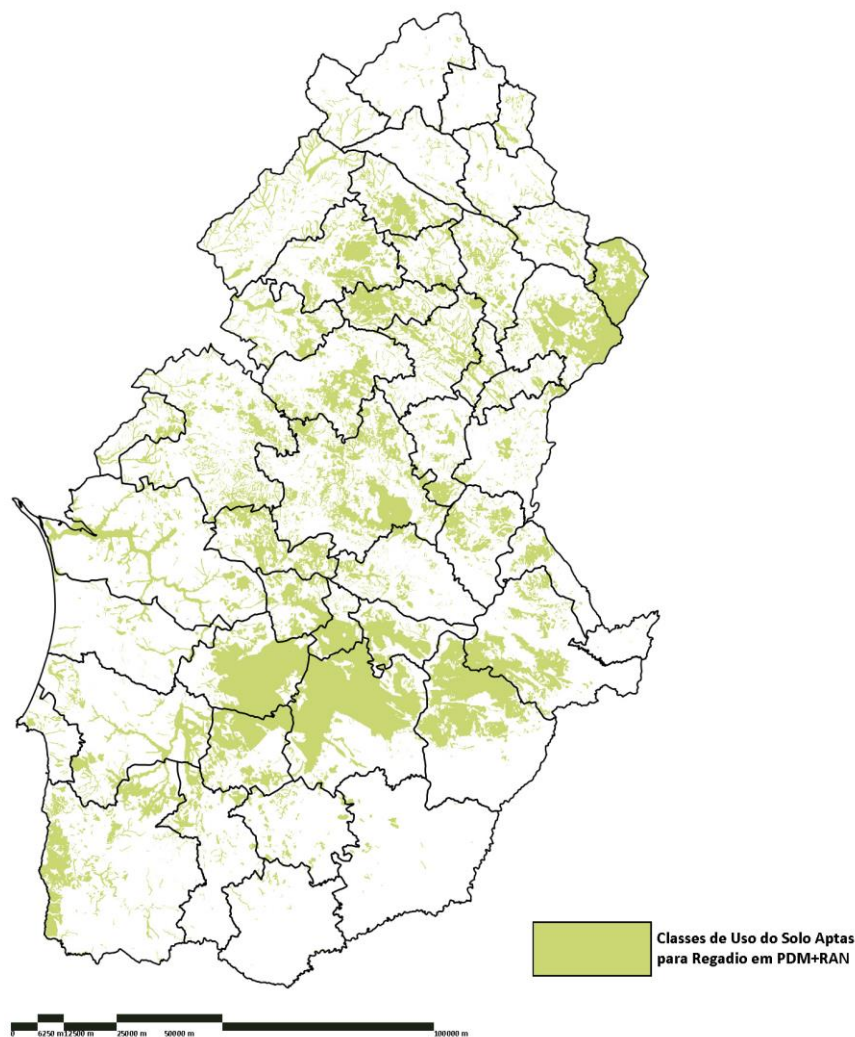 Classes de Uso do Solo Aptas
para Regadio em PDM+RAN
0 6250 m 12500 m 25000 m 50000 m 100000 m